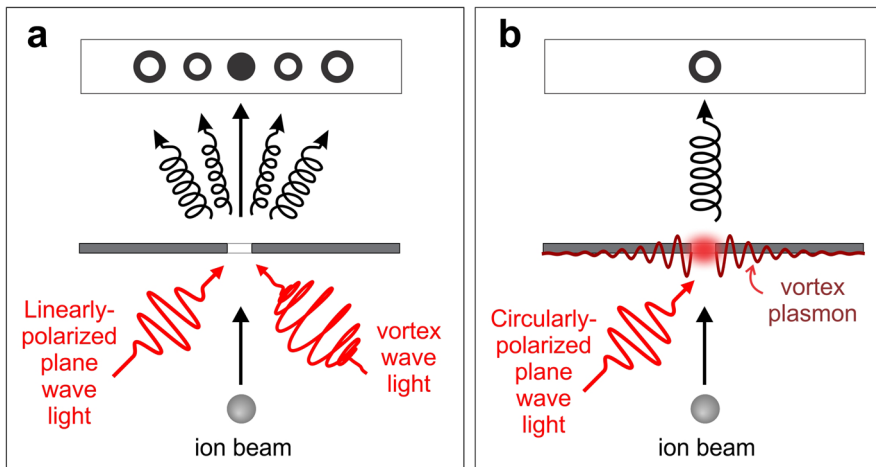 a
Linearly-
polarized
plane
wave
light
vortex
wave
light
ion beam
b
Circularly-
polarized
plane
wave
light
vortex
plasmon
ion beam